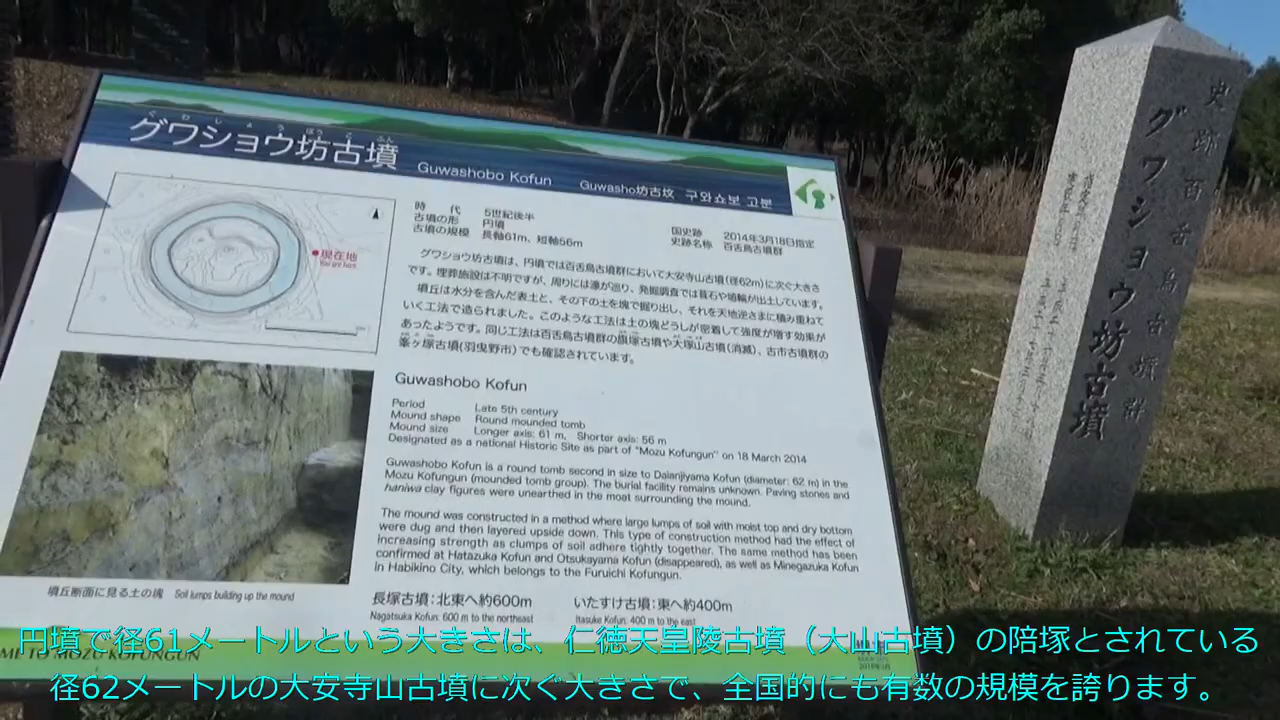 グワショウ坊古墳
Guwashobo Kofun
Guwasho坊古坟 구와쇼보 고분
時 代 5世紀後半
古墳の形 円墳
古墳の規模 長軸61m、短軸56m
国史跡 2014年3月18日指定
史跡名称 百舌鳥古墳群
現在地
グワショウ坊古墳は、円墳では百舌鳥古墳群において大安寺山古墳(径62m)に次ぐ大きさ
です。埋葬施設は不明ですが、周りには濠が巡り、発掘調査では葺石や埴輪が出土しています。
墳丘は水分を含んだ表土と、その下の土を塊で掘り出し、それを天地逆さまに積み重ねて
いく工法で造られました。このような工法は土の塊どうしが密着して強度が増す効果が
あったようです。同じ工法は百舌鳥古墳群の旗塚古墳や大塚山古墳(消滅)、古市古墳群の
峯ヶ塚古墳(羽曳野市)でも確認されています。
Guwashobo Kofun
Period Late 5th century
Mound shape Round mounded tomb
Mound size Longer axis: 61 m, Shorter axis: 56 m
Designated as a national Historic Site as part of "Mozu Kofungun" on 18 March 2014
Guwashobo Kofun is a round tomb second in size to Daianjiyama Kofun (diameter: 62 m) in the
Mozu Kofungun (mounded tomb group). The burial facility remains unknown. Paving stones and
haniwa clay figures were unearthed in the moat surrounding the mound.
The mound was constructed in a method where large lumps of soil with moist top and dry bottom
were dug and then layered upside down. This type of construction method had the effect of
increasing strength as clumps of soil adhere tightly together. The same method has been
confirmed at Hatazuka Kofun and Otsukayama Kofun (disappeared), as well as Minegazuka Kofun
in Habikino City, which belongs to the Furuichi Kofungun.
墳丘断面に見る土の塊 Soil lumps building up the mound
長塚古墳:北東へ約600m
Nagatsuka Kofun: 600 m to the northeast
いたすけ古墳:東へ約400m
Itasuke Kofun: 400 m to the east
ME TO MOZU KOFUNGUN
史跡 百舌鳥古墳群
グワショウ坊古墳
円墳で径61メートルという大きさは、仁徳天皇陵古墳（大山古墳）の陪塚とされている
径62メートルの大安寺山古墳に次ぐ大きさで、全国的にも有数の規模を誇ります。